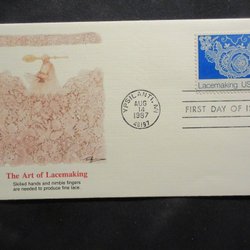 Lacemaking US
YPSILANTI, MI
AUG
14
1987
48197
FIRST DAY OF I
The Art of Lacemaking
Skilled hands and nimble fingers
are needed to produce fine lace.